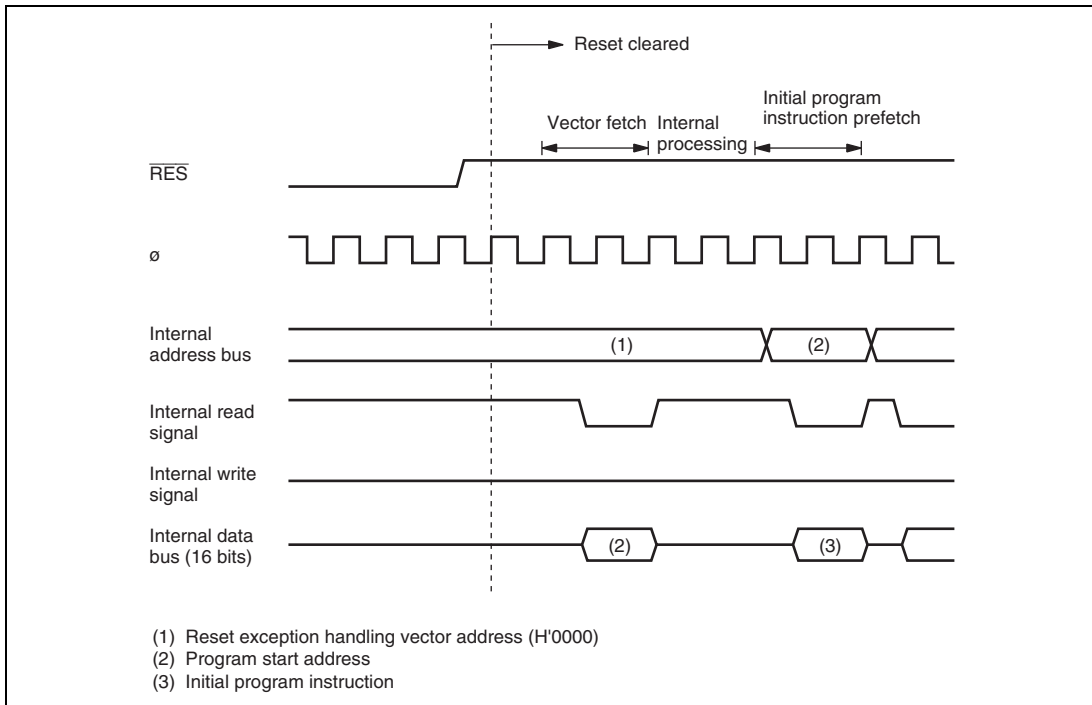 Reset cleared
Initial program
instruction prefetch
Vector fetch
Internal
processing
RES
ø
Internal
address bus
(1)
(2)
Internal read
signal
Internal write
signal
Internal data
bus (16 bits)
(2)
(3)
(1) Reset exception handling vector address (H'0000)
(2) Program start address
(3) Initial program instruction